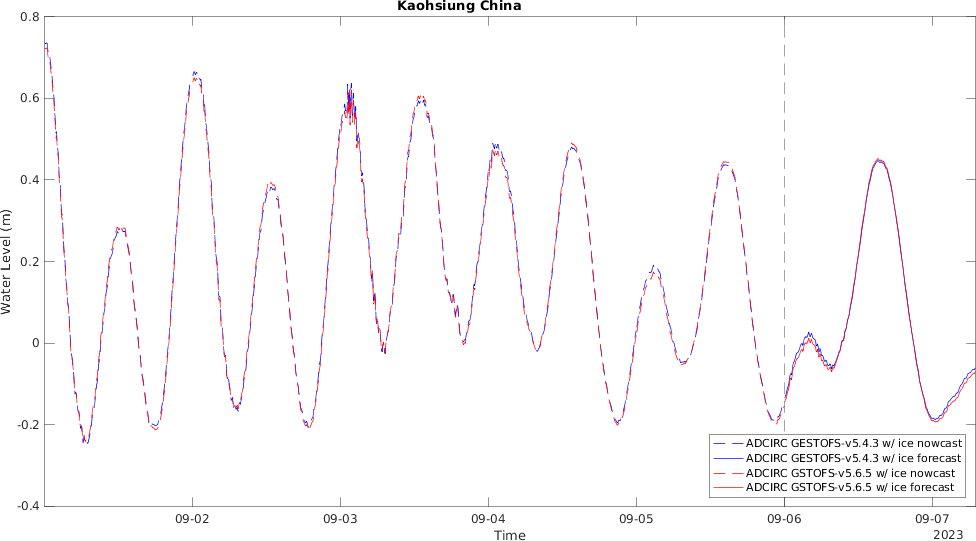 Kaohsiung China
0.8
0.6
0.4
0.2
0
-0.2
-0.4
Water Level (m)
ADCIRC GESTOFS-v5.4.3 w/ ice nowcast
ADCIRC GESTOFS-v5.4.3 w/ ice forecast
ADCIRC GSTOFS-v5.6.5 w/ ice nowcast
ADCIRC GSTOFS-v5.6.5 w/ ice forecast
09-02 09-03 09-04 09-05 09-06 09-07
Time 2023